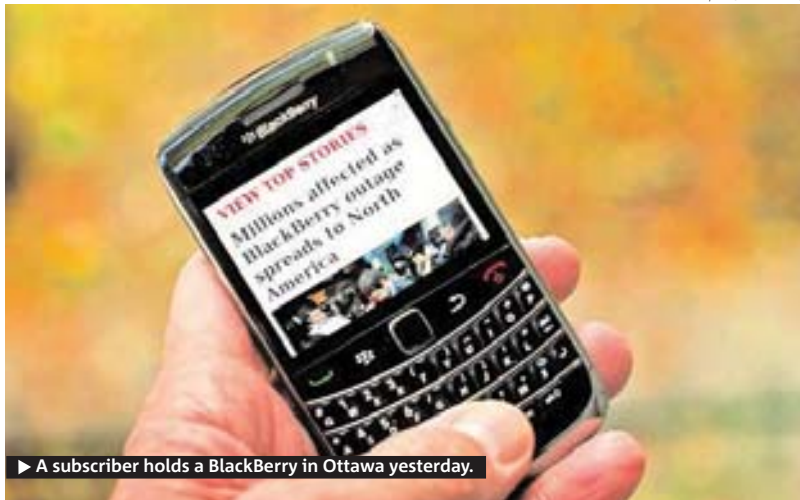 BlackBerry
VIEW TOP STORIES
Millions affected as
BlackBerry outage
spreads to North
America
▶ A subscriber holds a BlackBerry in Ottawa yesterday.